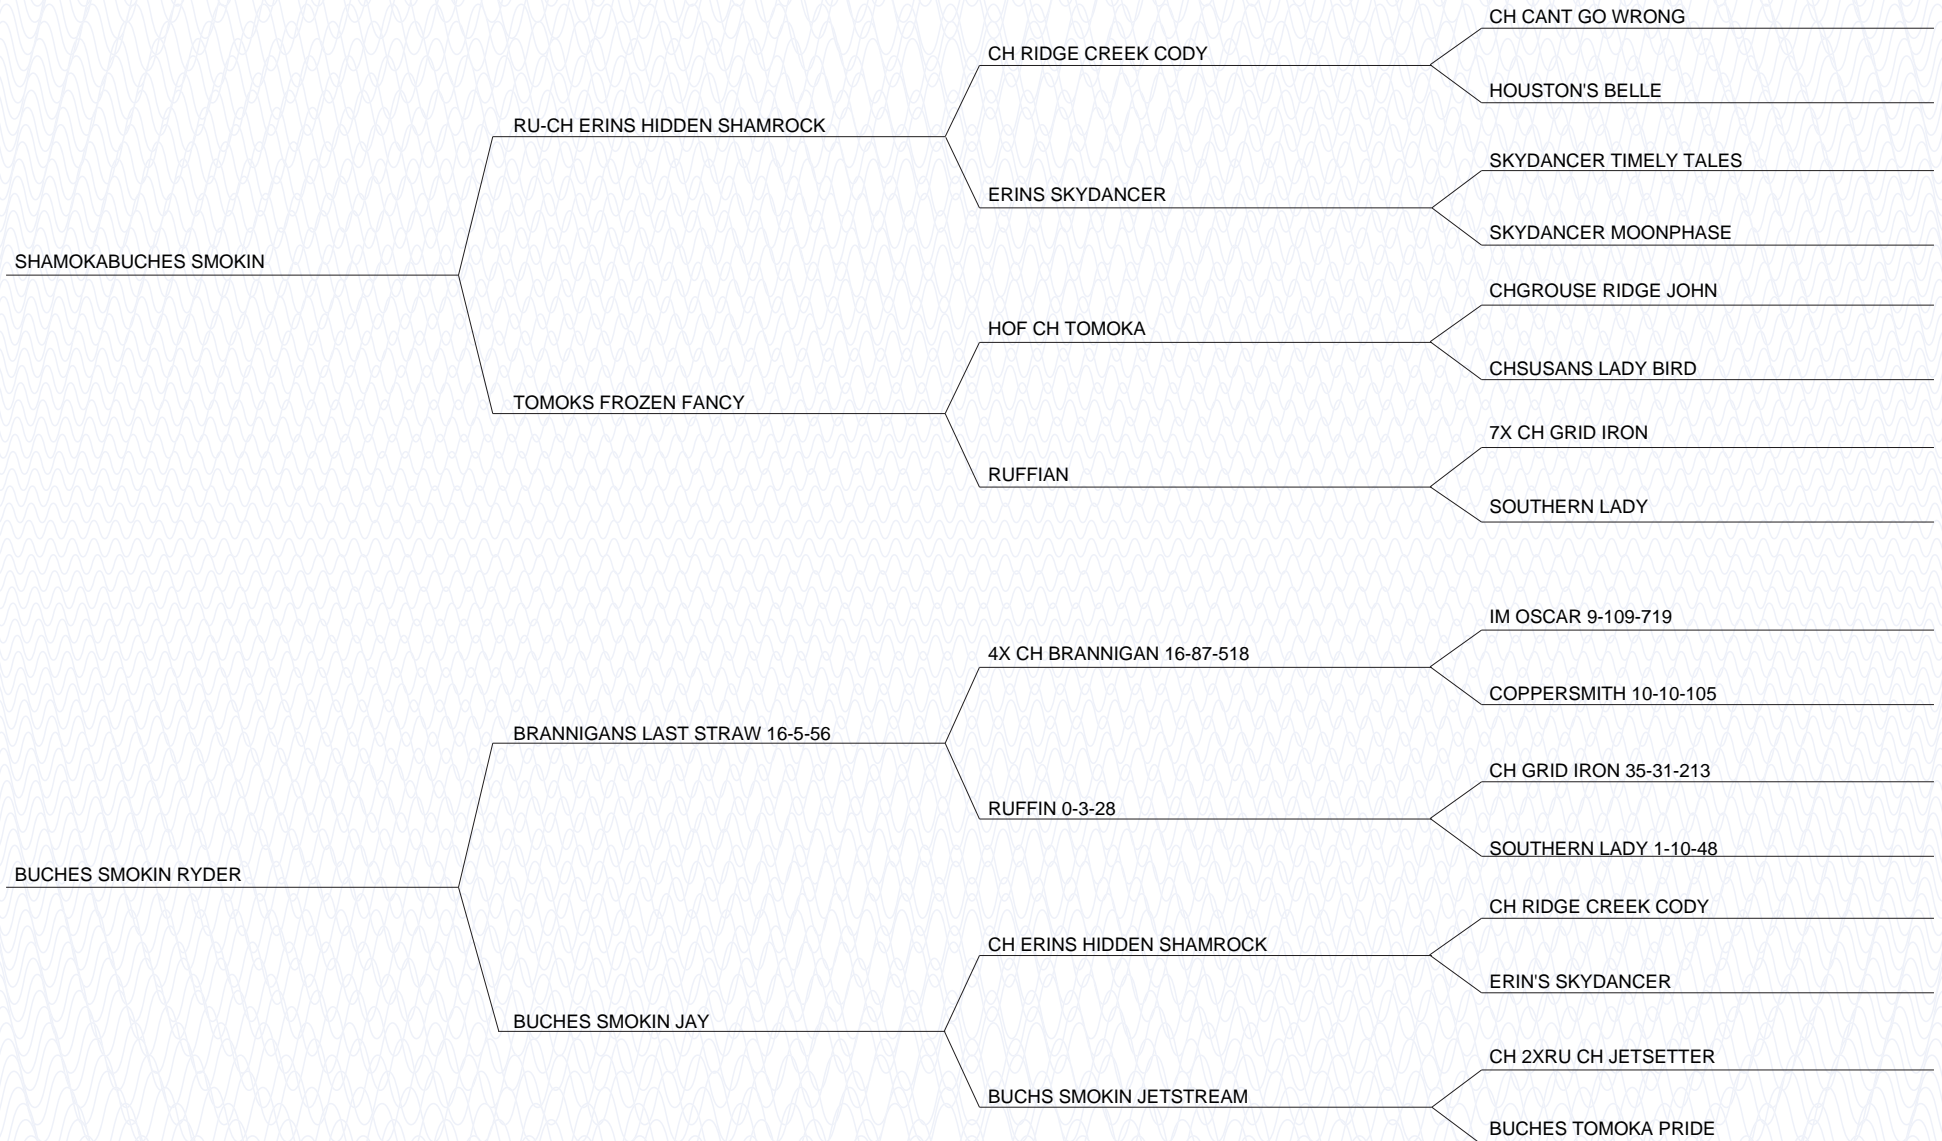 CH CANT GO WRONG
CH RIDGE CREEK CODY
HOUSTON'S BELLE
RU-CH ERINS HIDDEN SHAMROCK
SKYDANCER TIMELY TALES
ERINS SKYDANCER
SKYDANCER MOONPHASE
SHAMOKABUCHES SMOKIN
CHGROUSE RIDGE JOHN
HOF CH TOMOKA
CHSUSANS LADY BIRD
TOMOKS FROZEN FANCY
7X CH GRID IRON
RUFFIAN
SOUTHERN LADY
IM OSCAR 9-109-719
4X CH BRANNIGAN 16-87-518
COPPERSMITH 10-10-105
BRANNIGANS LAST STRAW 16-5-56
CH GRID IRON 35-31-213
RUFFIN 0-3-28
SOUTHERN LADY 1-10-48
BUCHES SMOKIN RYDER
CH RIDGE CREEK CODY
CH ERINS HIDDEN SHAMROCK
ERIN'S SKYDANCER
BUCHES SMOKIN JAY
CH 2XRU CH JETSETTER
BUCHS SMOKIN JETSTREAM
BUCHES TOMOKA PRIDE